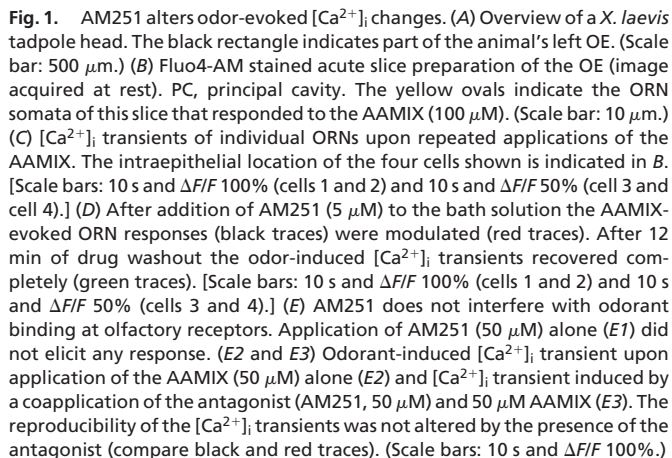 Fig. 1. AM251 alters odor-evoked [Ca2+]i changes. (A) Overview of a X. laevis
tadpole head. The black rectangle indicates part of the animal's left OE. (Scale
bar: 500 μm.) (B) Fluo4-AM stained acute slice preparation of the OE (image
acquired at rest). PC, principal cavity. The yellow ovals indicate the ORN
somata of this slice that responded to the AAMIX (100 μM). (Scale bar: 10 μm.)
(C) [Ca2+]i transients of individual ORNs upon repeated applications of the
AAMIX. The intraepithelial location of the four cells shown is indicated in B.
[Scale bars: 10 s and ΔF/F 100% (cells 1 and 2) and 10 s and ΔF/F 50% (cell 3 and
cell 4).] (D) After addition of AM251 (5 μM) to the bath solution the AAMIX-
evoked ORN responses (black traces) were modulated (red traces). After 12
min of drug washout the odor-induced [Ca2+]i transients recovered com-
pletely (green traces). [Scale bars: 10 s and ΔF/F 100% (cells 1 and 2) and 10 s
and ΔF/F 50% (cells 3 and 4).] (E) AM251 does not interfere with odorant
binding at olfactory receptors. Application of AM251 (50 μM) alone (E1) did
not elicit any response. (E2 and E3) Odorant-induced [Ca2+]i transient upon
application of the AAMIX (50 μM) alone (E2) and [Ca2+]i transient induced by
a coapplication of the antagonist (AM251, 50 μM) and 50 μM AAMIX (E3). The
reproducibility of the [Ca2+]i transients was not altered by the presence of the
antagonist (compare black and red traces). (Scale bars: 10 s and ΔF/F 100%.)